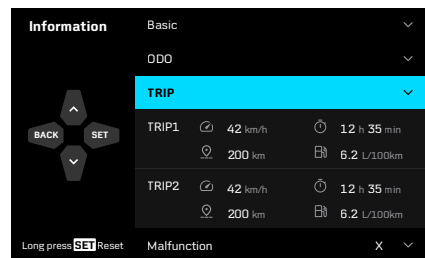 Information
Basic
ODO
TRIP
BACK
SET
TRIP1
42 km/h
12 h 35 min
200 km
6.2 L/100km
TRIP2
42 km/h
12 h 35 min
200 km
6.2 L/100km
Long press SET Reset
Malfunction X